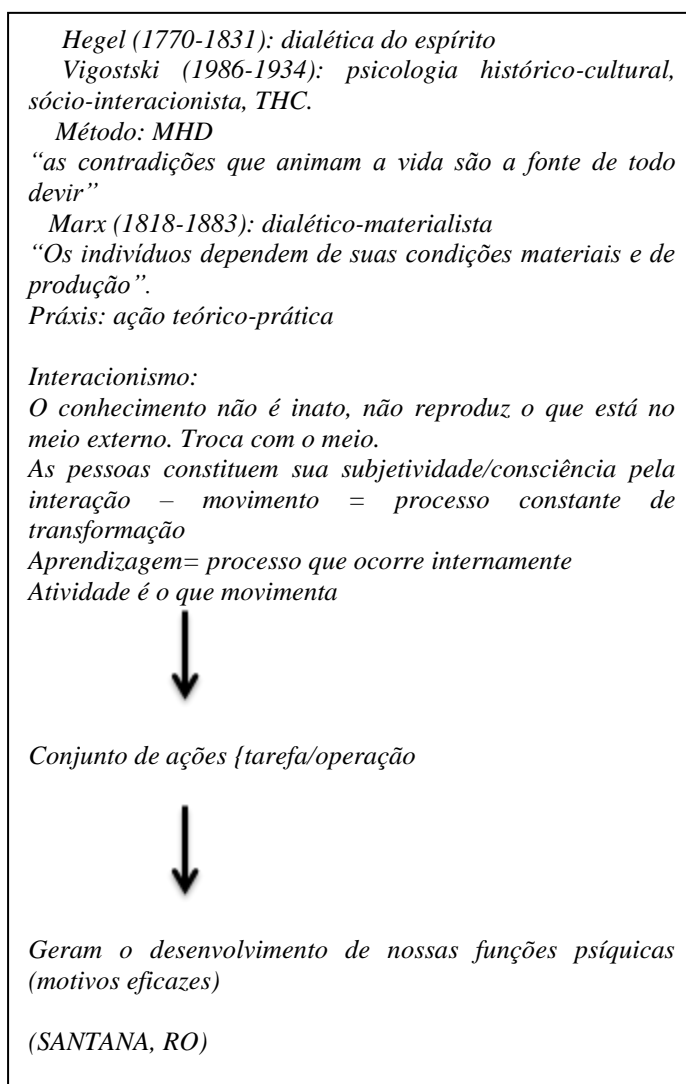 Hegel (1770-1831): dialética do espírito
Vigostski (1986-1934): psicologia histórico-cultural,
sócio-interacionista, THC.
Método: MHD
“as contradições que animam a vida são a fonte de todo
devir”
Marx (1818-1883): dialético-materialista
“Os indivíduos dependem de suas condições materiais e de
produção”.
Práxis: ação teórico-prática
Interacionismo:
O conhecimento não é inato, não reproduz o que está no
meio externo. Troca com o meio.
As pessoas constituem sua subjetividade/consciência pela
interação – movimento = processo constante de
transformação
Aprendizagem= processo que ocorre internamente
Atividade é o que movimenta
Conjunto de ações {tarefa/operação
Geram o desenvolvimento de nossas funções psíquicas
(motivos eficazes)
(SANTANA, RO)